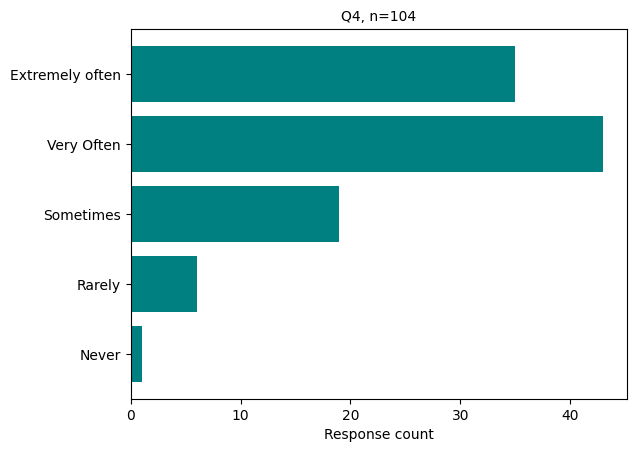 Q4, n=104
Extremely often
Very Often
Sometimes
Rarely
Never
0 10 20 30 40
Response count